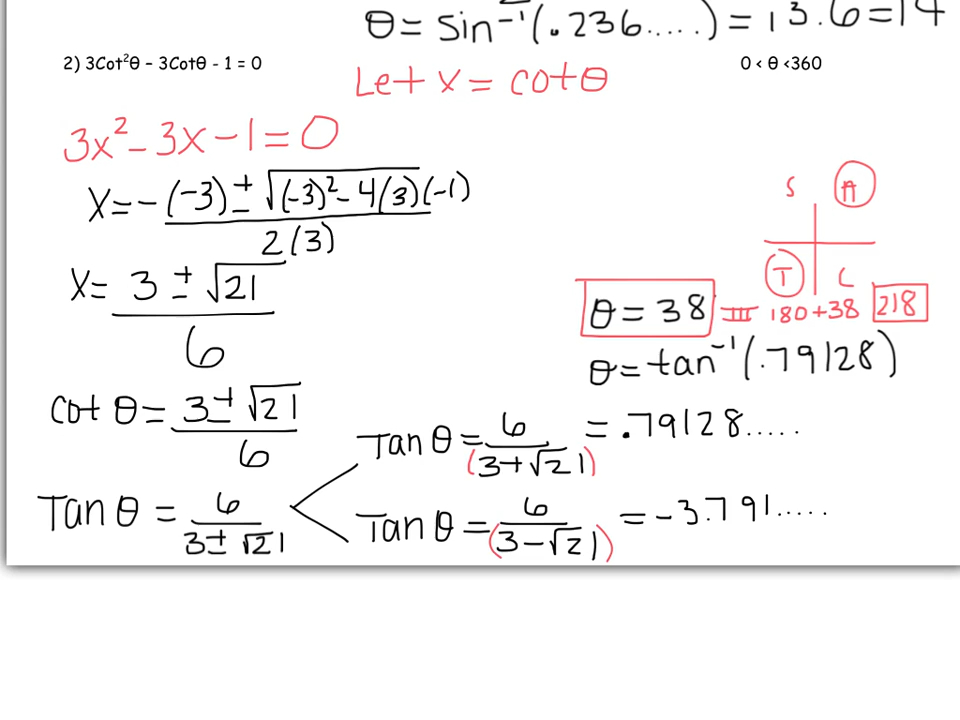 θ = sin⁻¹(.236.....) = 13.6 = 14
2) 3Cot²θ – 3Cotθ - 1 = 0
0 < θ <360
Let x = cotθ
3x² - 3x - 1 = 0
x = -(-3) ± √(-3)² - 4(3)(-1)
2(3)
S A
T C
x = 3 ± √21
6
θ = 38 III 180+38 218
θ = tan⁻¹(.79128)
cot θ = 3 ± √21
6
Tan θ = 6 = .79128.....
(3+√21)
Tan θ = 6
3 ± √21
Tan θ = 6 = -3.791.....
(3-√21)